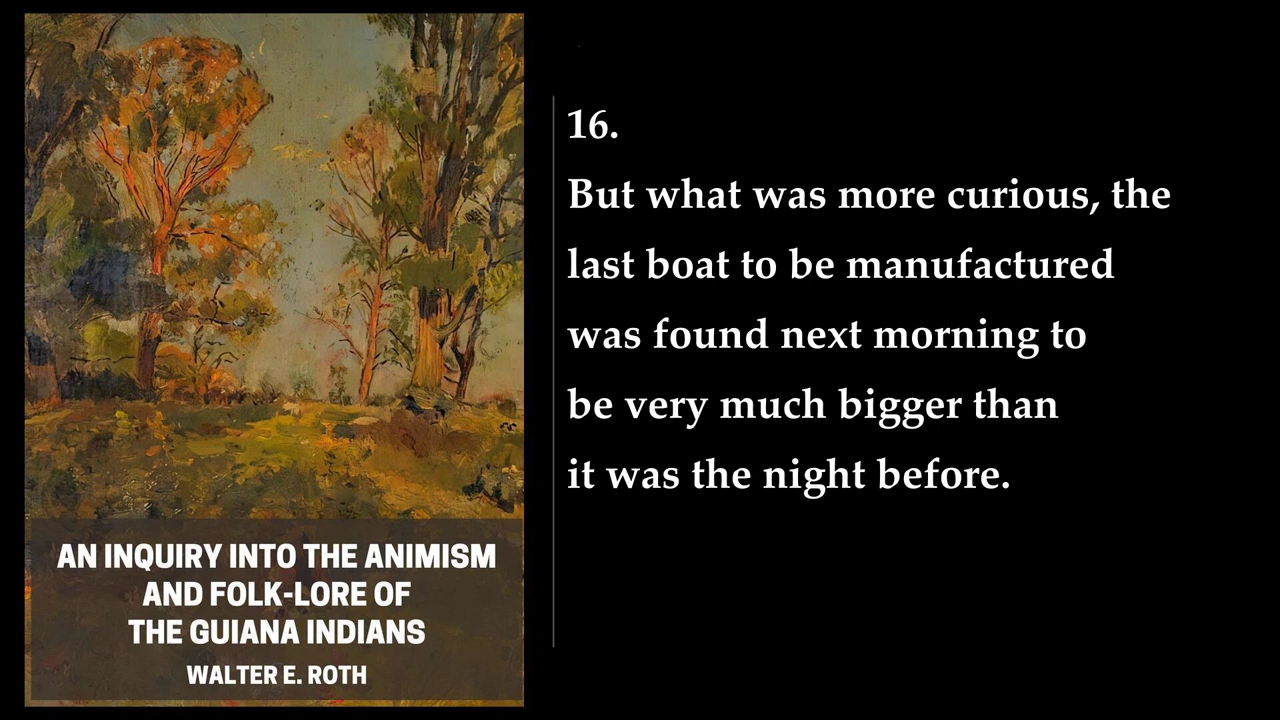 16.
But what was more curious, the
last boat to be manufactured
was found next morning to
be very much bigger than
it was the night before.
AN INQUIRY INTO THE ANIMISM
AND FOLK-LORE OF
THE GUIANA INDIANS
WALTER E. ROTH